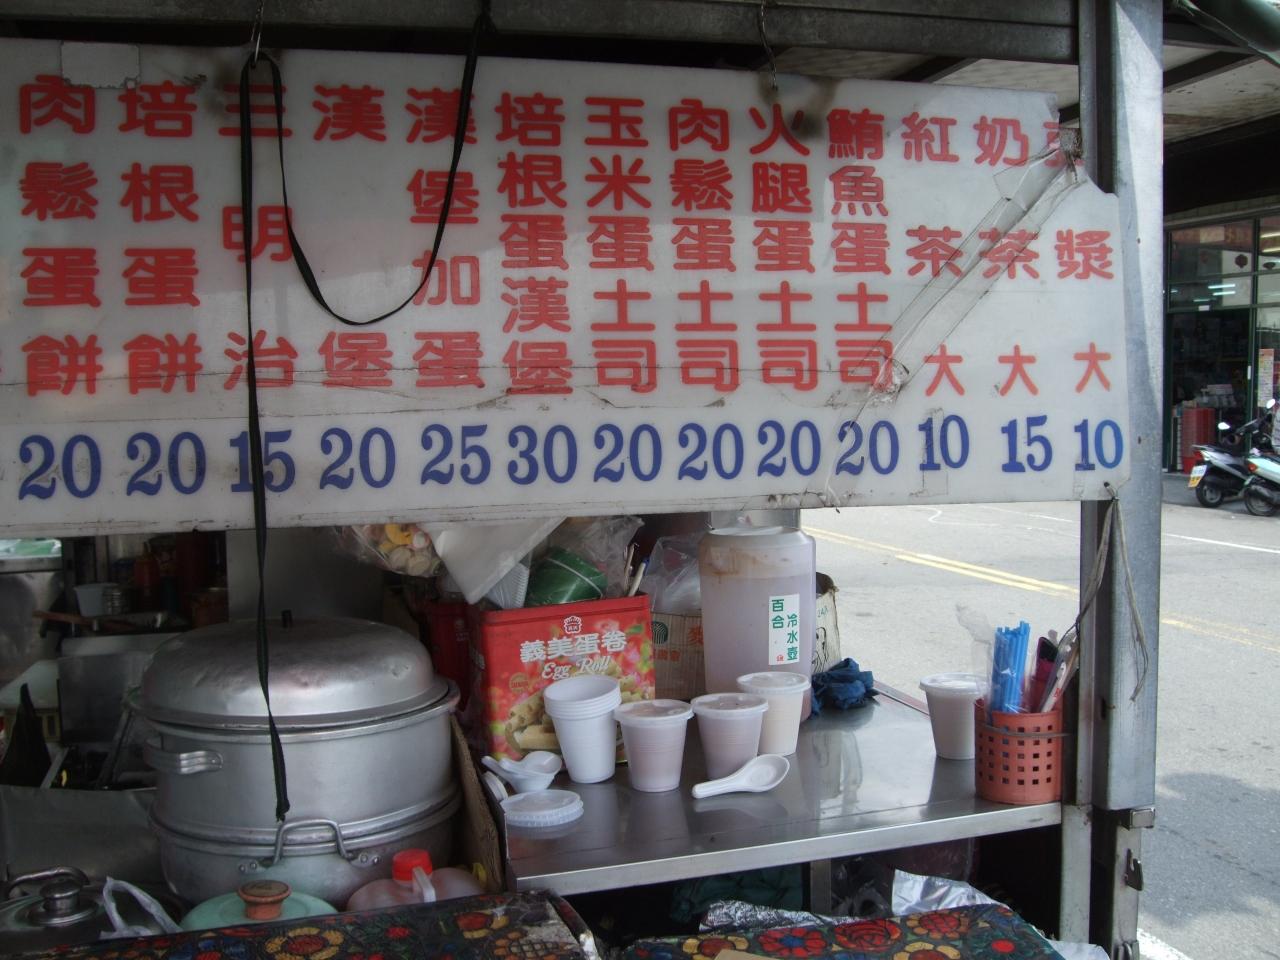 肉鬆蛋餅 20
培根蛋餅 20
三明治 15
漢堡 20
漢堡加蛋 25
培根蛋漢堡 30
玉米蛋土司 20
肉鬆蛋土司 20
火腿蛋土司 20
鮪魚蛋土司 20
紅茶大 10
奶茶大 15
漿大 10
義美蛋卷
Egg Roll
百合
冷水壺